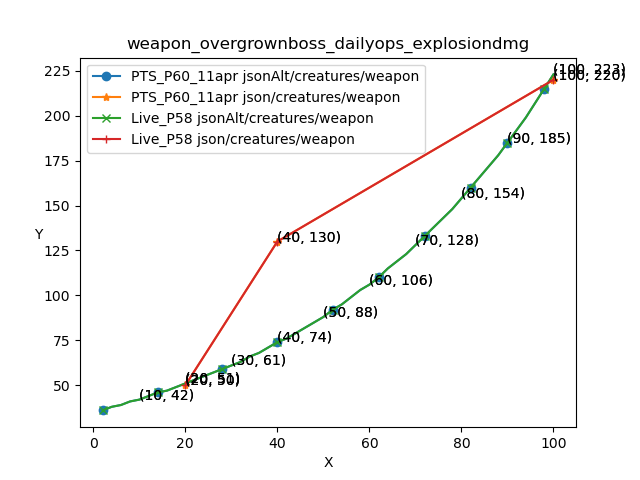 weapon_overgrownboss_dailyops_explosiondmg
PTS_P60_11apr jsonAlt/creatures/weapon
PTS_P60_11apr json/creatures/weapon
Live_P58 jsonAlt/creatures/weapon
Live_P58 json/creatures/weapon
(100, 223)
(100, 220)
(90, 185)
(80, 154)
(40, 130)
(70, 128)
(60, 106)
(50, 88)
(40, 74)
(30, 61)
(20, 51)
(20, 50)
(10, 42)
Y
225
200
175
150
125
100
75
50
0 20 40 60 80 100
X